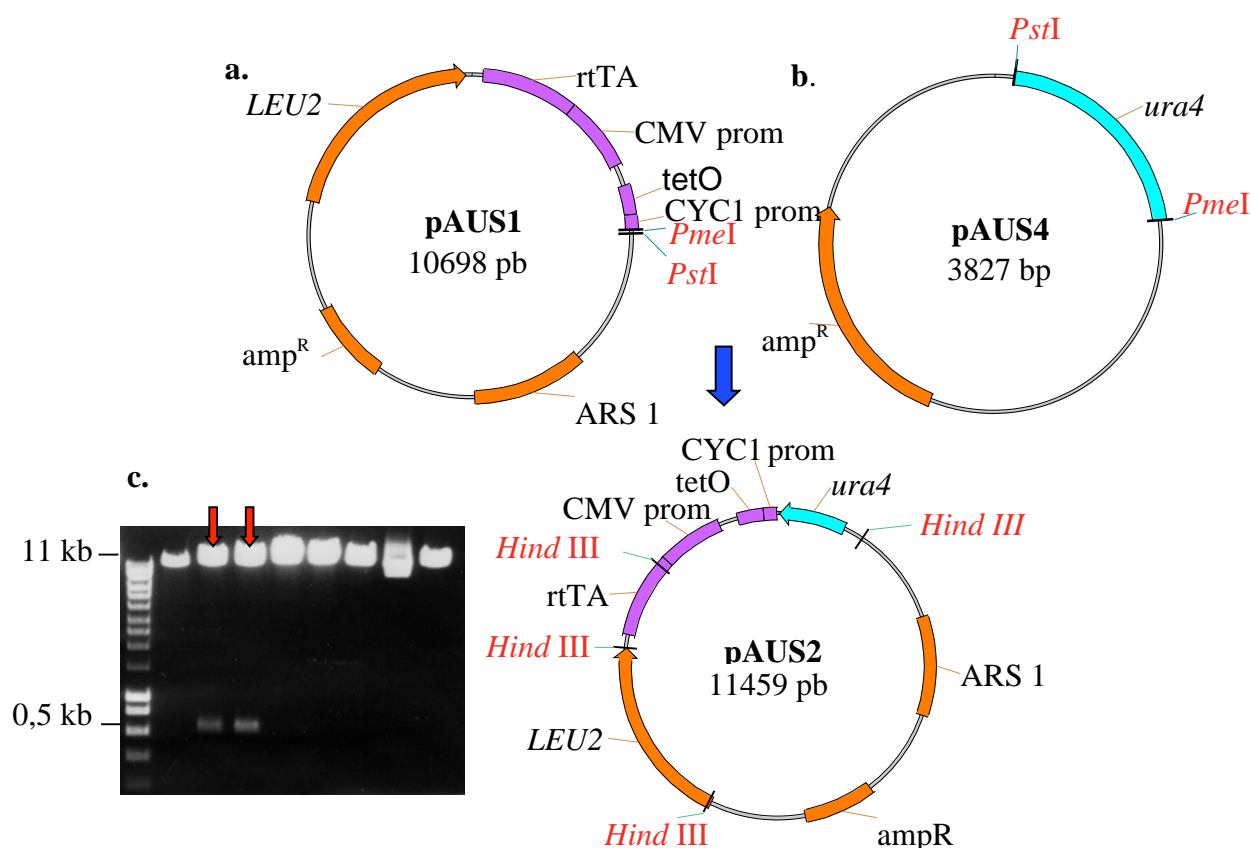 a.
rtTA
LEU2
CMV prom
tetO
CYC1 prom
PmeI
PstI
pAUS1
10698 pb
amp^R
ARS 1
b.
PstI
ura4
PmeI
pAUS4
3827 bp
amp^R
c.
11 kb
0,5 kb
CYC1 prom
tetO
ura4
CMV prom
Hind III
Hind III
rtTA
Hind III
pAUS2
11459 pb
ARS 1
LEU2
Hind III
ampR